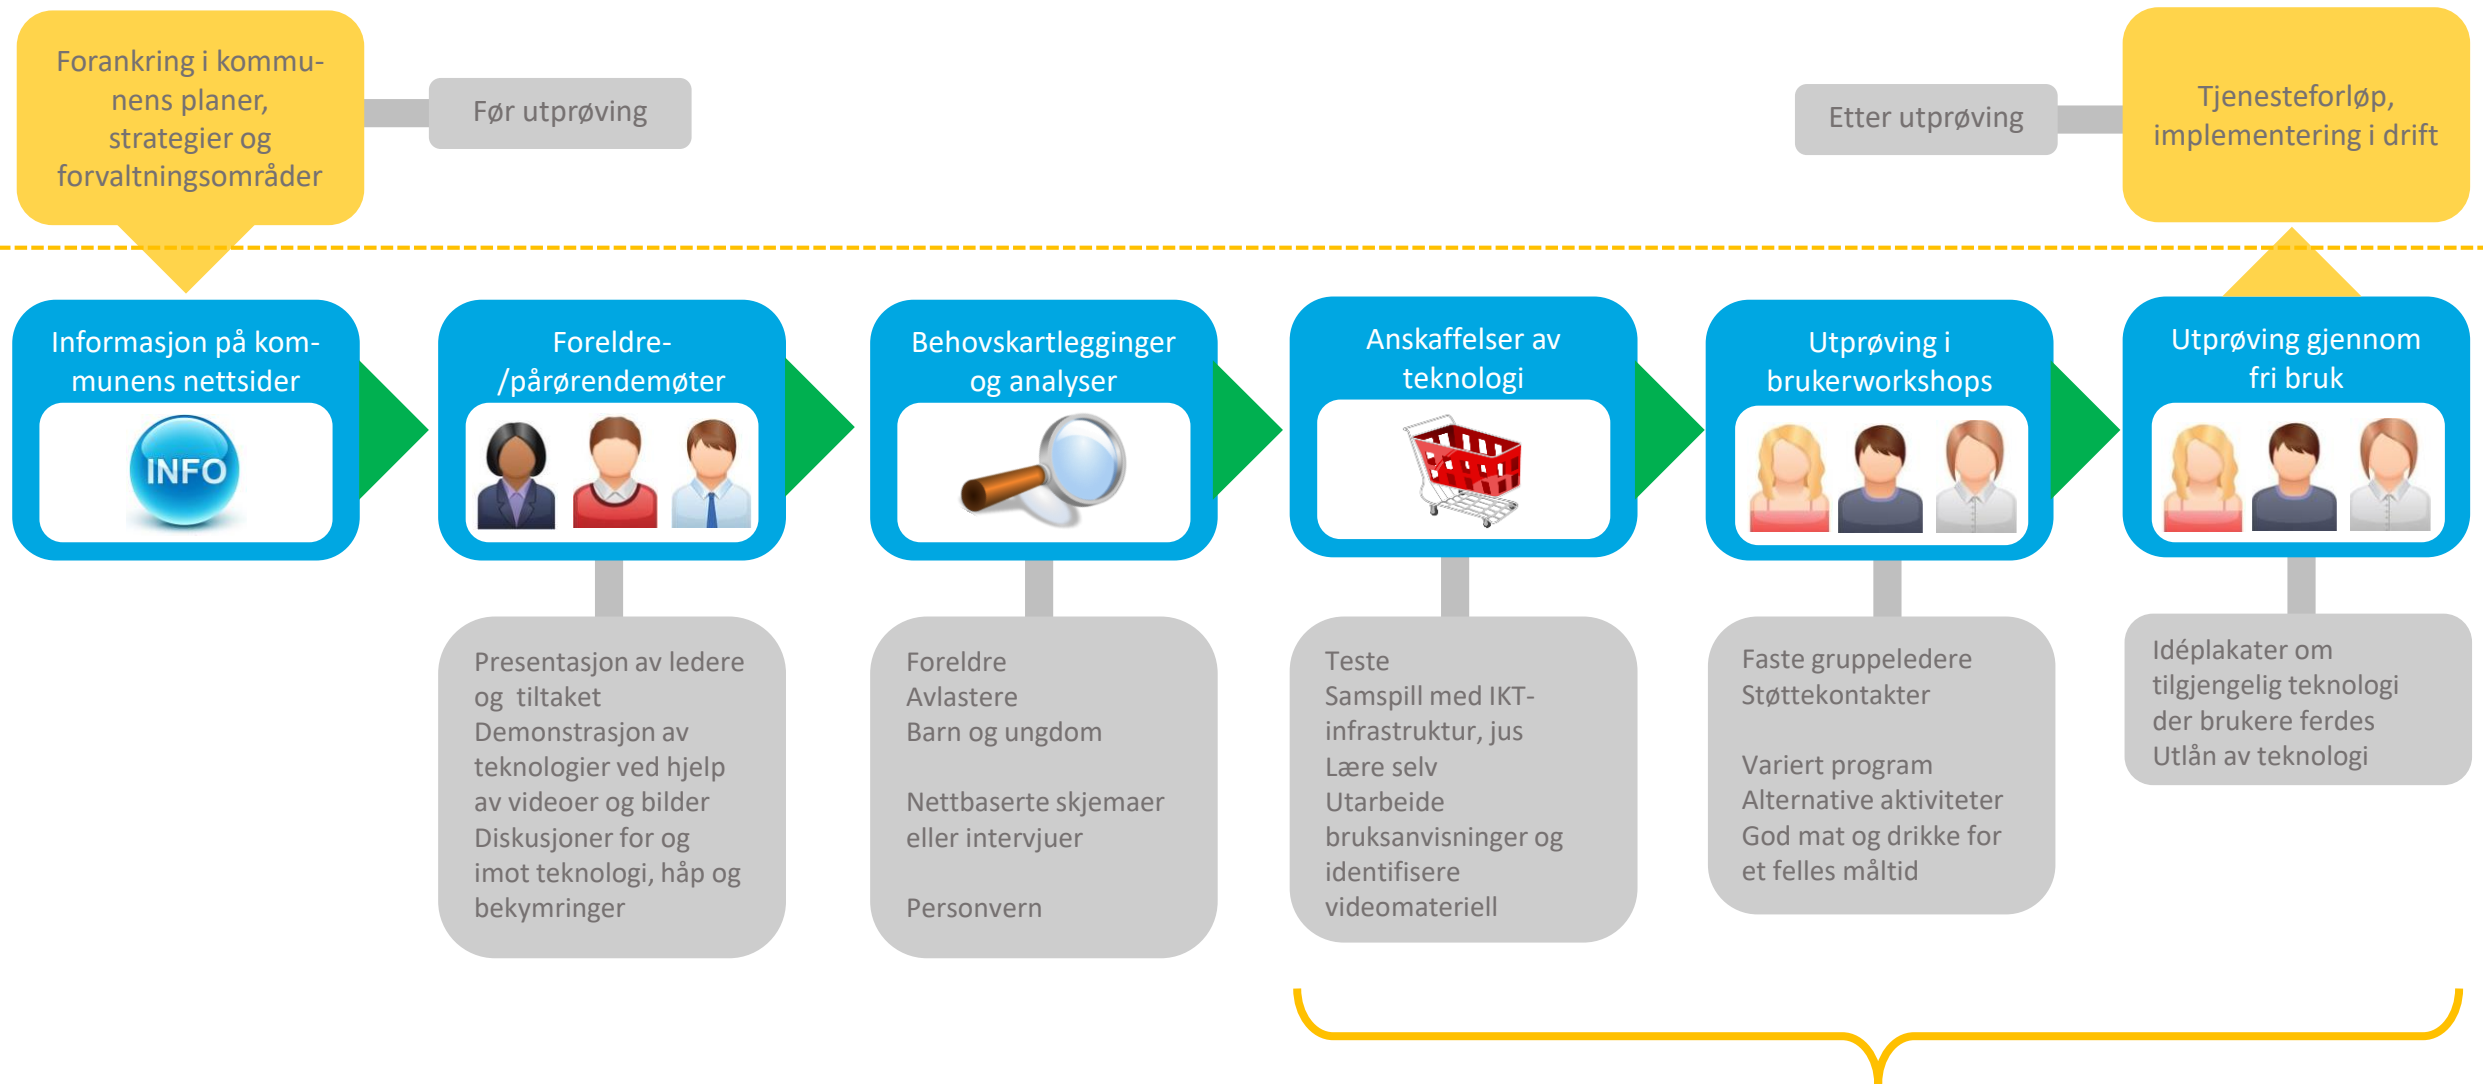 Forankring i kommu-
nens planer,
strategier og
forvaltningsområder
Før utprøving
Etter utprøving
Tjenesteforløp,
implementering i drift
Informasjon på kom-
munens nettsider
INFO
Foreldre-
/pårørendemøter
Behovskartlegginger
og analyser
Anskaffelser av
teknologi
Utprøving i
brukerworkshops
Utprøving gjennom
fri bruk
Presentasjon av ledere
og tiltaket
Demonstrasjon av
teknologier ved hjelp
av videoer og bilder
Diskusjoner for og
imot teknologi, håp og
bekymringer
Foreldre
Avlastere
Barn og ungdom
Nettbaserte skjemaer
eller intervjuer
Personvern
Teste
Samspill med IKT-
infrastruktur, jus
Lære selv
Utarbeide
bruksanvisninger og
identifisere
videomateriell
Faste gruppeledere
Støttekontakter
Variert program
Alternative aktiviteter
God mat og drikke for
et felles måltid
Idéplakater om
tilgjengelig teknologi
der brukere ferdes
Utlån av teknologi